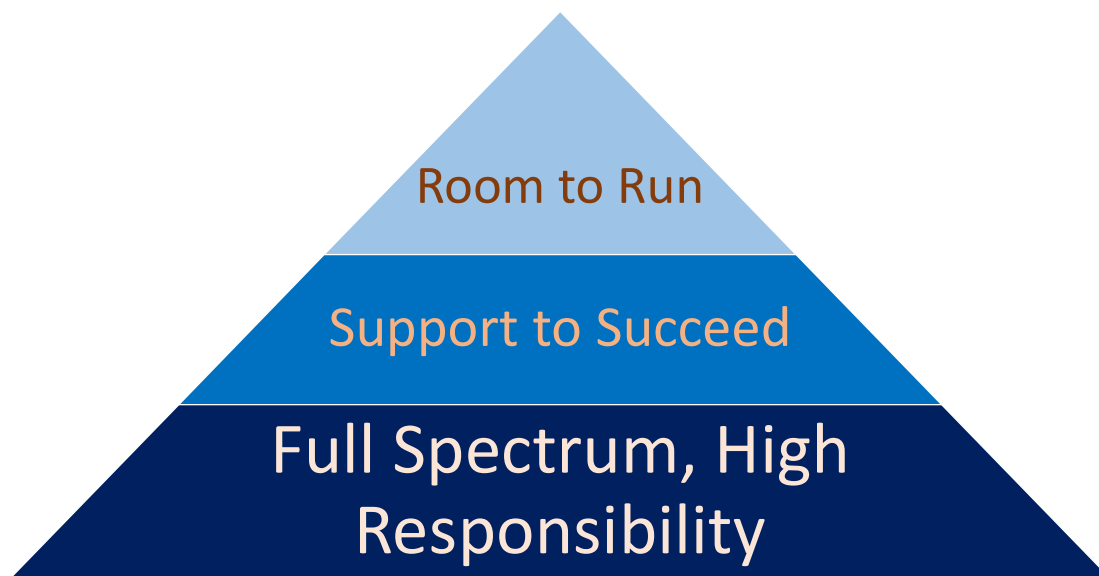 Room to Run
Support to Succeed
Full Spectrum, High
Responsibility